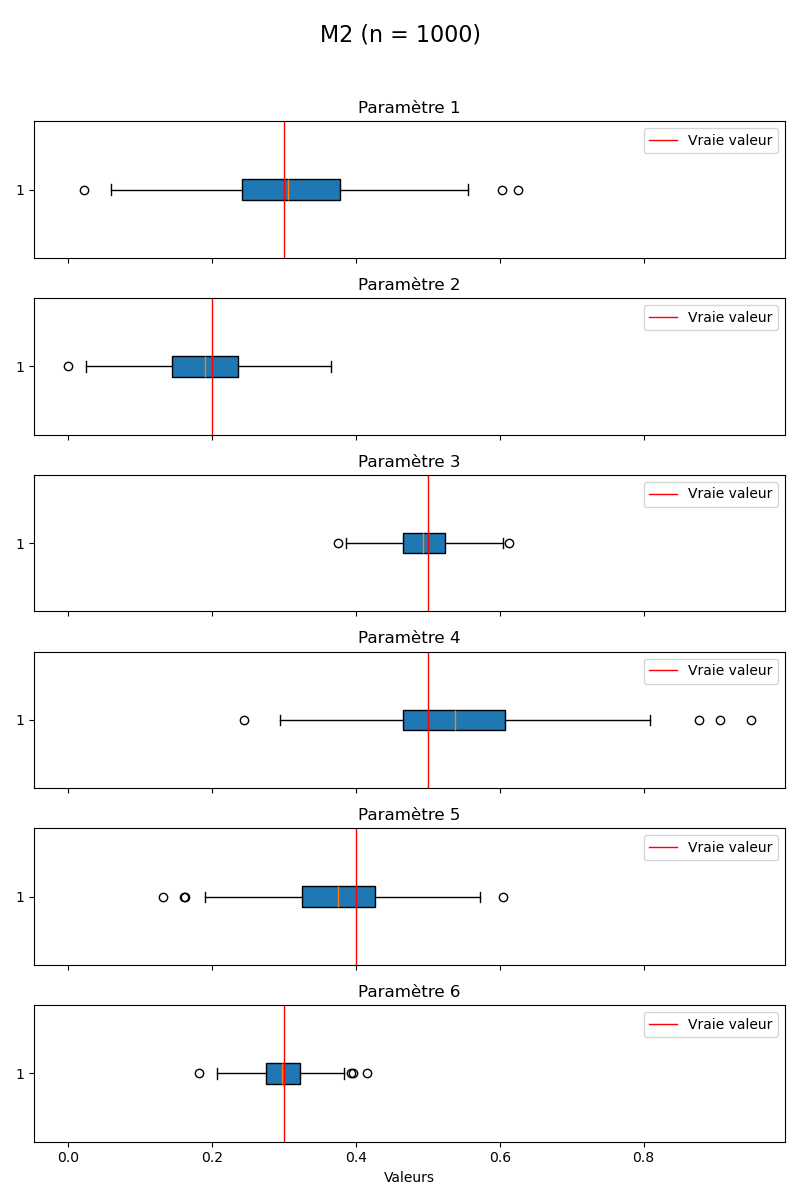 M2 (n = 1000)
Paramètre 1
Vraie valeur
1
Paramètre 2
Vraie valeur
1
Paramètre 3
Vraie valeur
1
Paramètre 4
Vraie valeur
1
Paramètre 5
Vraie valeur
1
Paramètre 6
Vraie valeur
1
0.0 0.2 0.4 0.6 0.8
Valeurs